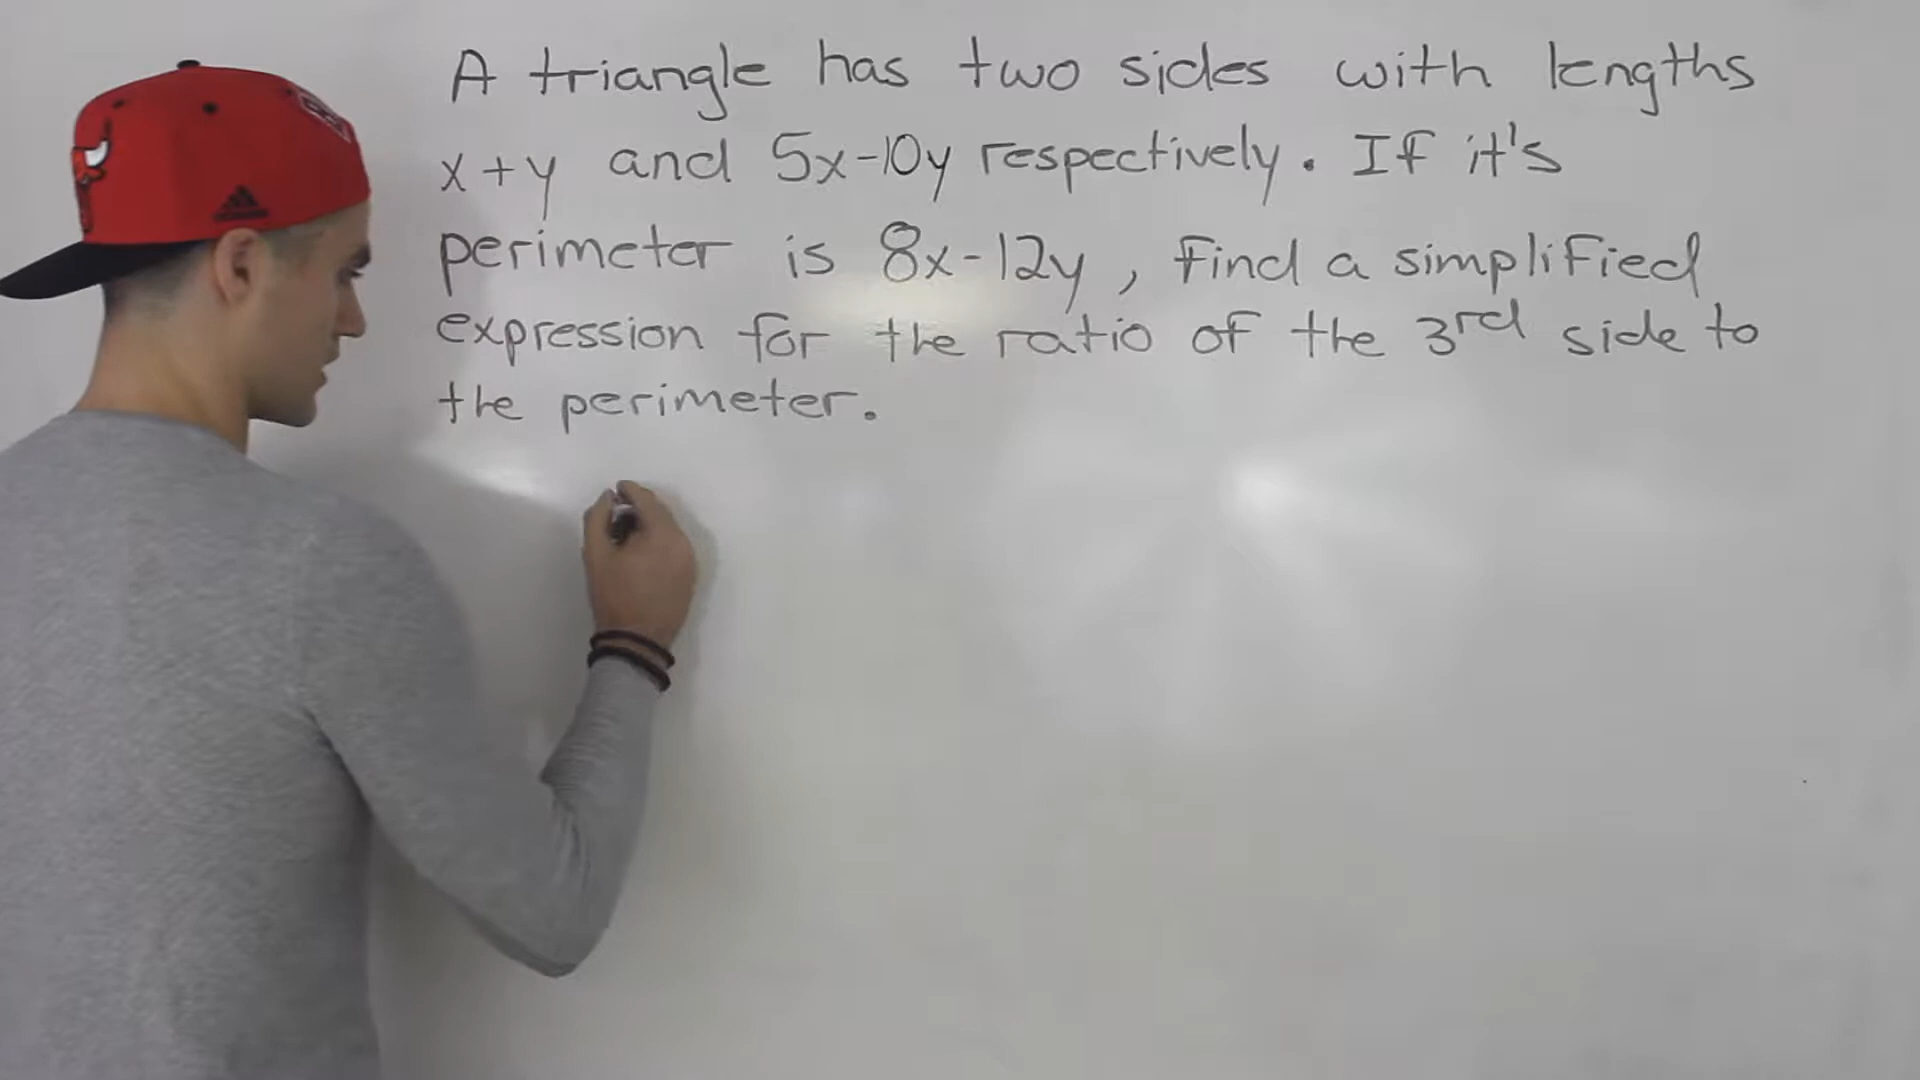 A triangle has two sides with lengths
x+y and 5x-10y respectively. If it's
perimeter is 8x-12y, find a simplified
expression for the ratio of the 3rd side to
the perimeter.